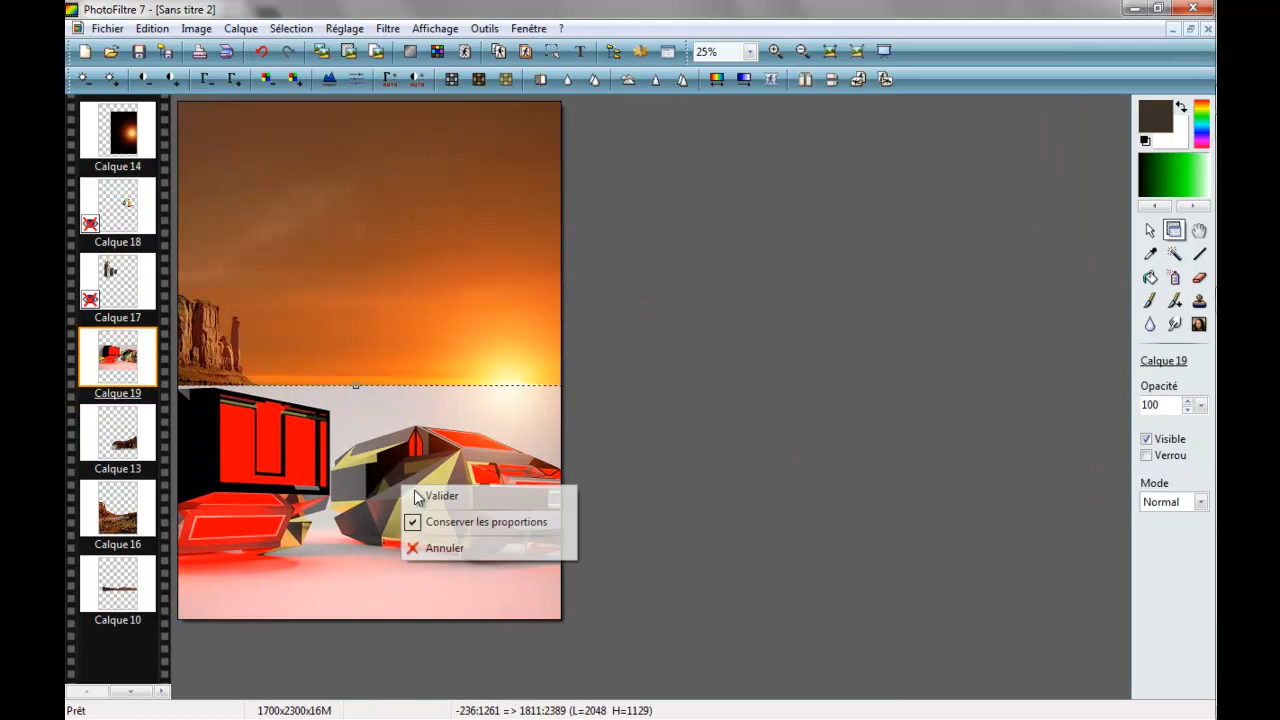 PhotoFiltre 7 - [Sans titre 2]
Fichier Edition Image Calque Sélection Réglage Filtre Affichage Outils Fenêtre ?
25%
AUTO AUTO
Calque 14
Calque 18
Calque 17
Calque 19
Calque 13
Calque 16
Calque 10
Valider
Conserver les proportions
Annuler
Calque 19
Opacité
100
Visible
Verrou
Mode
Normal
Prêt 1700x2300x16M -236:1261 => 1811:2389 (L=2048 H=1129)